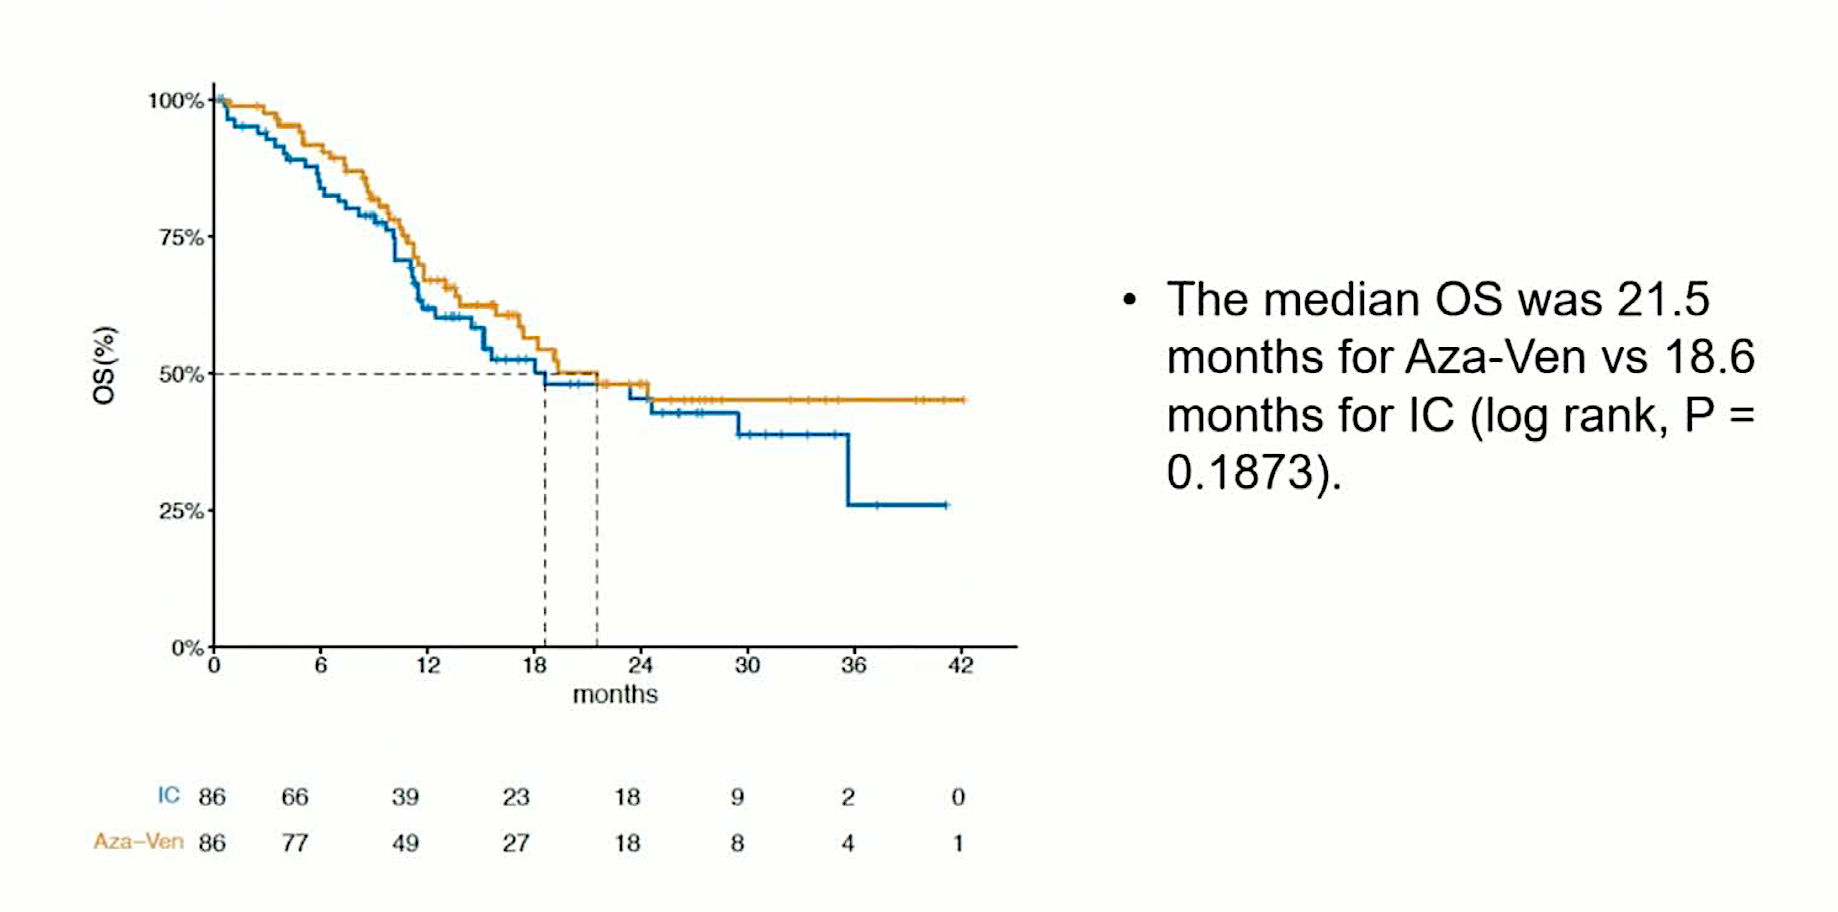 100%
75%
50%
25%
0%
OS(%)
0 6 12 18 24 30 36 42
months
IC 86 66 39 23 18 9 2 0
Aza-Ven 86 77 49 27 18 8 4 1
• The median OS was 21.5
months for Aza-Ven vs 18.6
months for IC (log rank, P =
0.1873).